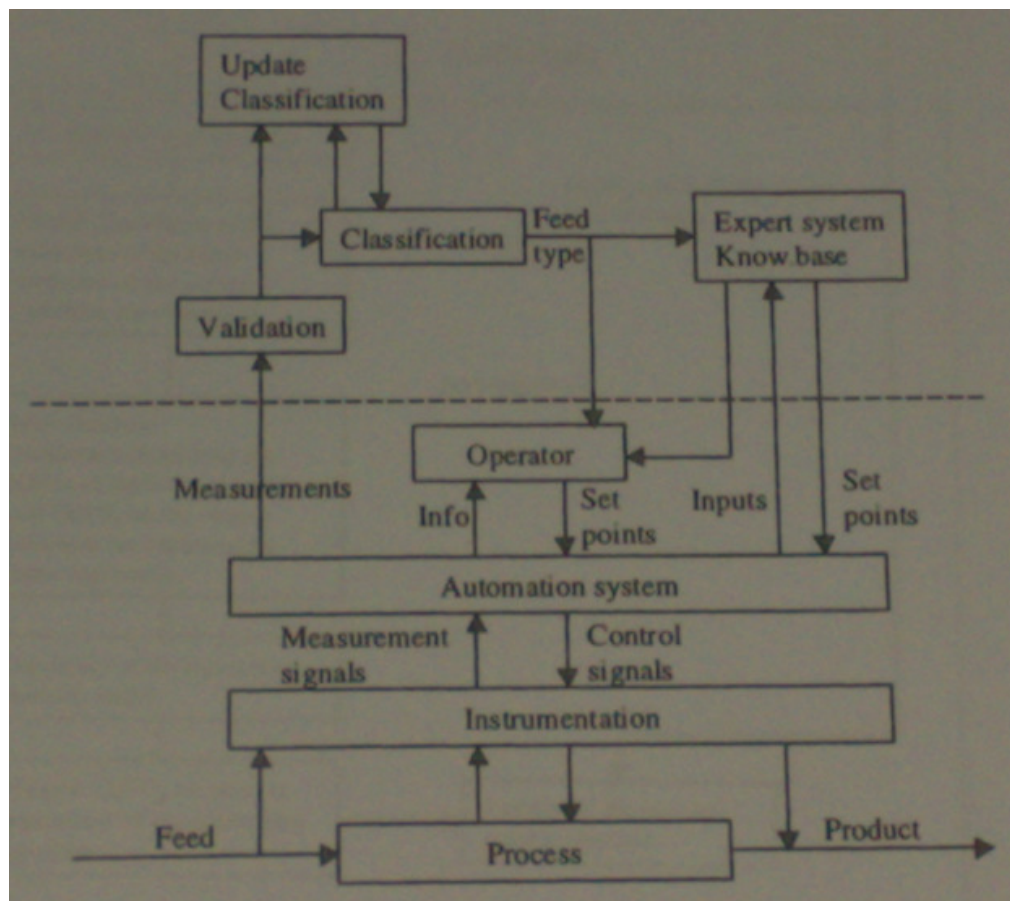 Update
Classification
Classification
Feed
type
Expert system
Know.base
Validation
Operator
Measurements
Info
Set
points
Inputs
Set
points
Automation system
Measurement
signals
Control
signals
Instrumentation
Feed
Process
Product